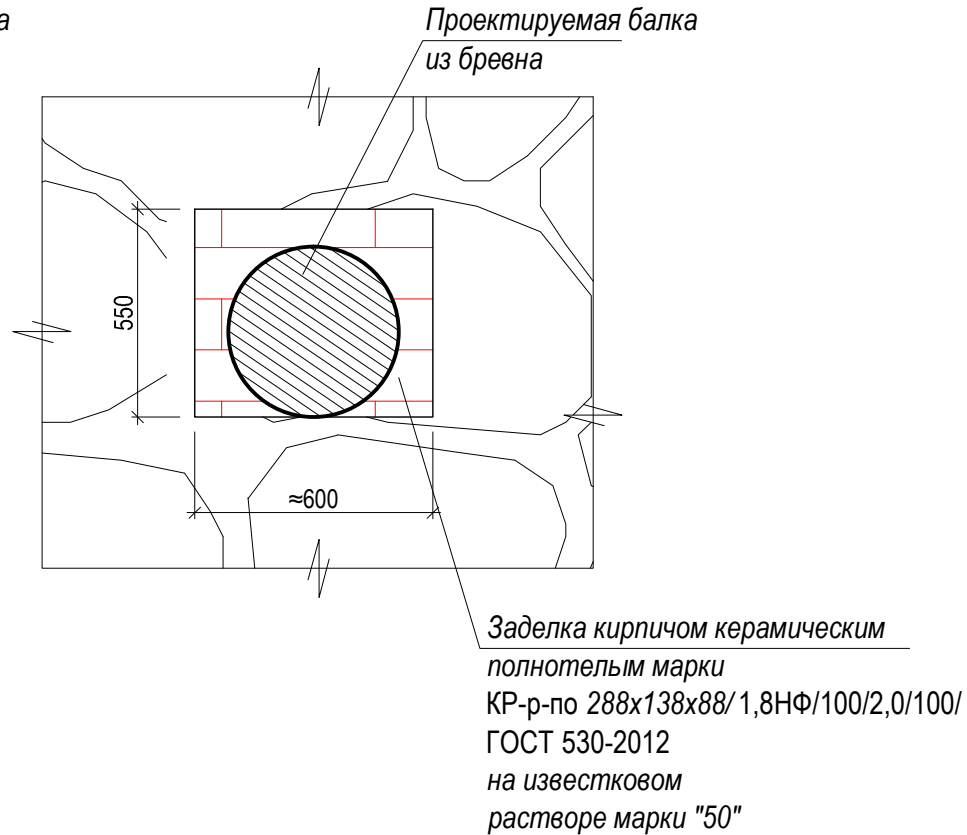 а
Проектируемая балка
из бревна
550
≈600
Заделка кирпичом керамическим
полнотелым марки
КР-р-по 288х138х88/ 1,8НФ/100/2,0/100/
ГОСТ 530-2012
на известковом
растворе марки "50"